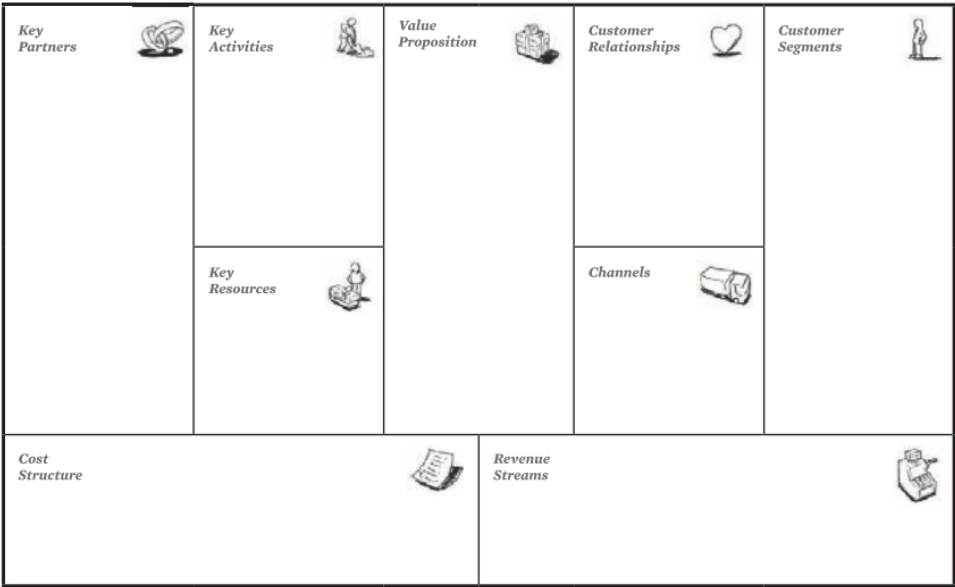 Key
Partners
Key
Activities
Value
Proposition
Customer
Relationships
Customer
Segments
Key
Resources
Channels
Cost
Structure
Revenue
Streams